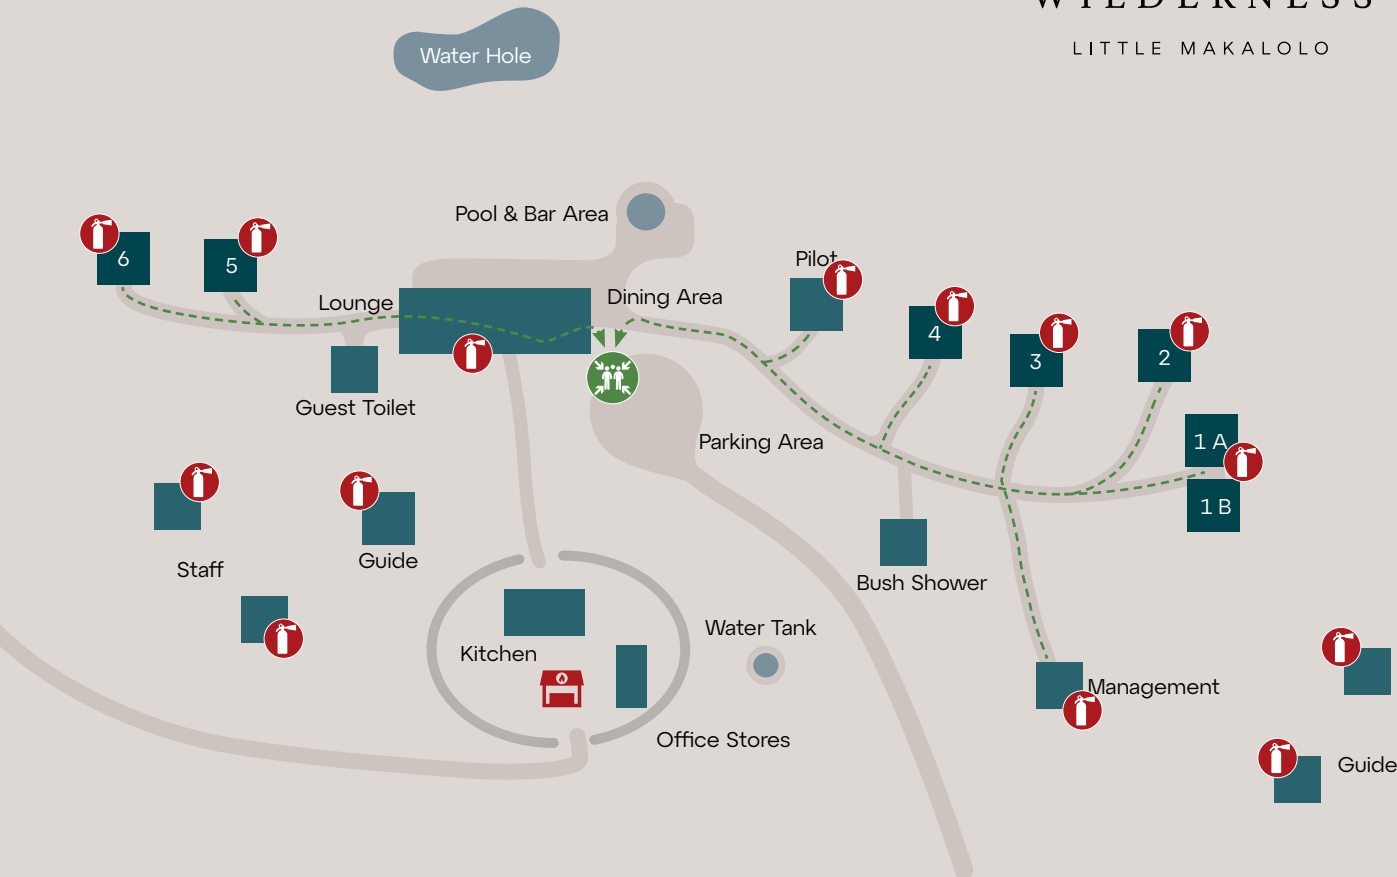 WILDERNESS
LITTLE MAKALOLO
Water Hole
Pool & Bar Area
6
5
Pilot
Lounge
Dining Area
4
3
2
Guest Toilet
1 A
Parking Area
1 B
Guide
Staff
Bush Shower
Water Tank
Kitchen
Management
Office Stores
Guide